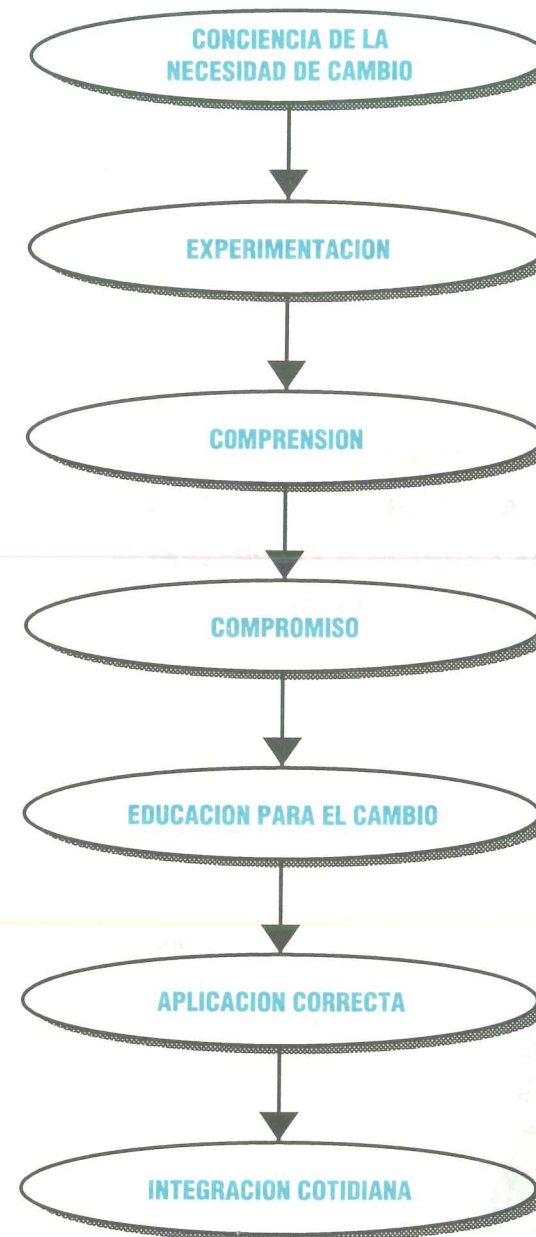 CONCIENCIA DE LA
NECESIDAD DE CAMBIO
EXPERIMENTACION
COMPRENSION
COMPROMISO
EDUCACION PARA EL CAMBIO
APLICACION CORRECTA
INTEGRACION COTIDIANA